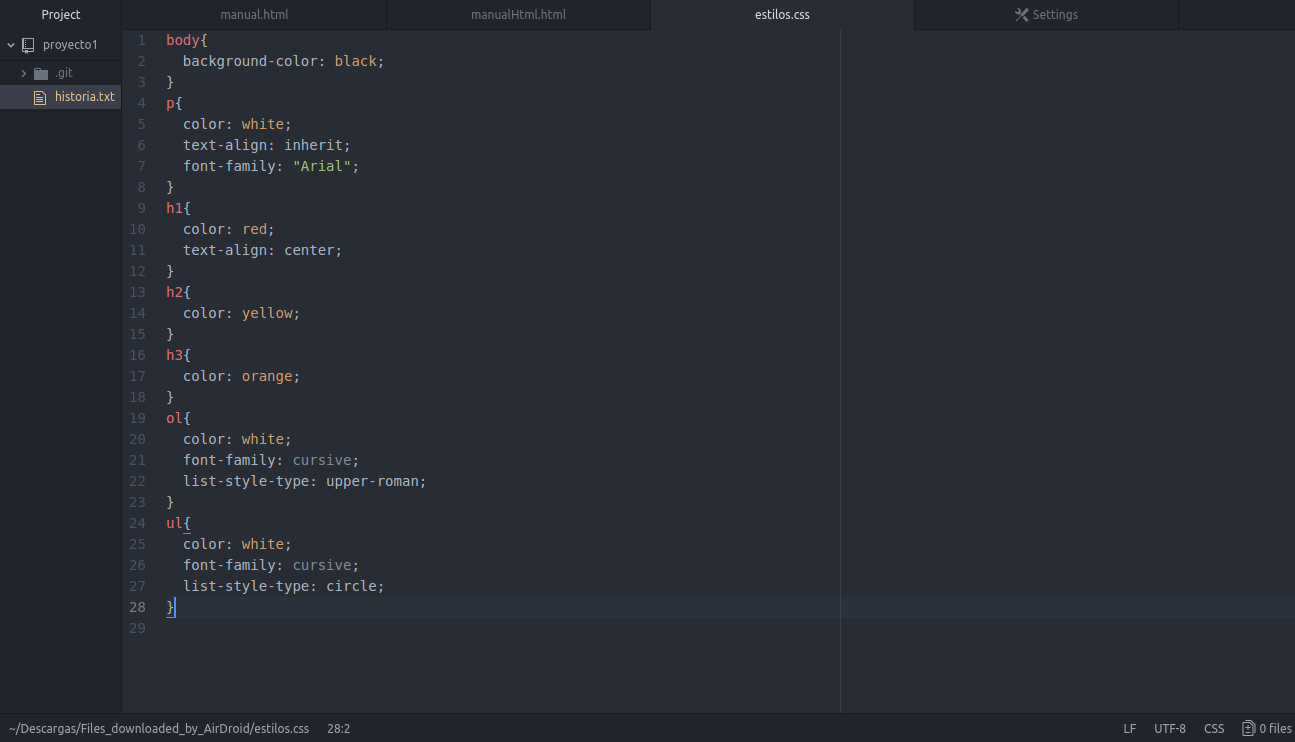 Project
manual.html
manualHtml.html
estilos.css
Settings
proyecto1
.git
historia.txt
1 body{
2   background-color: black;
3 }
4 p{
5   color: white;
6   text-align: inherit;
7   font-family: "Arial";
8 }
9 h1{
10   color: red;
11   text-align: center;
12 }
13 h2{
14   color: yellow;
15 }
16 h3{
17   color: orange;
18 }
19 ol{
20   color: white;
21   font-family: cursive;
22   list-style-type: upper-roman;
23 }
24 ul{
25   color: white;
26   font-family: cursive;
27   list-style-type: circle;
28 }
29
~/Descargas/Files_downloaded_by_AirDroid/estilos.css 28:2 LF UTF-8 CSS 0 files